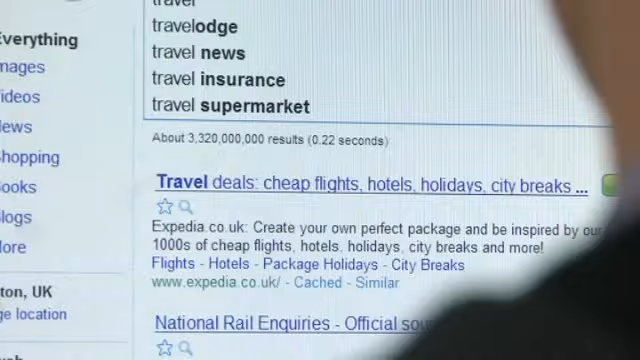 travel
travelodge
travel news
travel insurance
travel supermarket
About 3,320,000,000 results (0.22 seconds)
Everything
mages
ideos
ews
hopping
ooks
logs
ore
ton, UK
ge location
Travel deals: cheap flights, hotels, holidays, city breaks ...
Expedia.co.uk: Create your own perfect package and be inspired by our
1000s of cheap flights, hotels, holidays, city breaks and more!
Flights - Hotels - Package Holidays - City Breaks
www.expedia.co.uk/ - Cached - Similar
National Rail Enquiries - Official